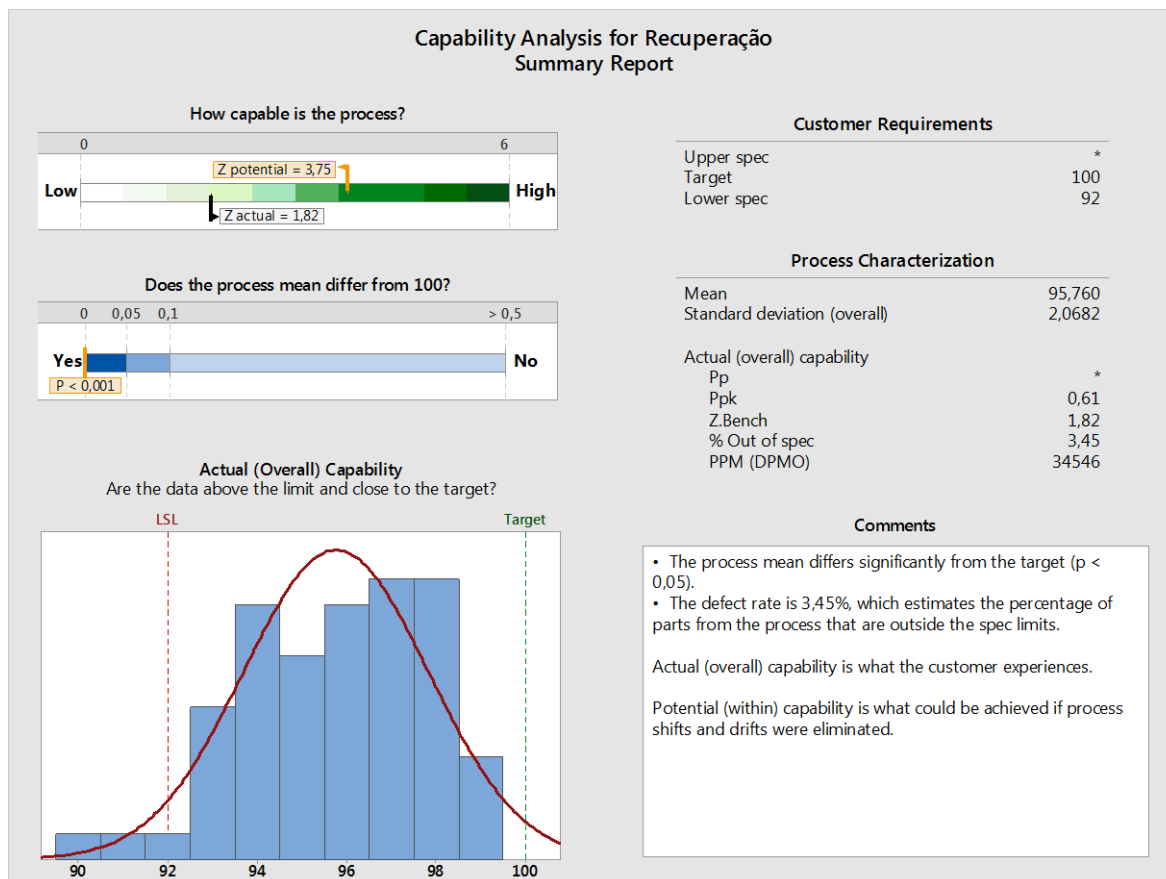 Capability Analysis for Recuperação
Summary Report
How capable is the process?
0 6
Z potential = 3,75
Low High
Z actual = 1,82
Does the process mean differ from 100?
0 0,05 0,1 > 0,5
Yes No
P < 0,001
Actual (Overall) Capability
Are the data above the limit and close to the target?
LSL Target
90 92 94 96 98 100
Customer Requirements
Upper spec *
Target 100
Lower spec 92
Process Characterization
Mean 95,760
Standard deviation (overall) 2,0682
Actual (overall) capability
Pp *
Ppk 0,61
Z.Bench 1,82
% Out of spec 3,45
PPM (DPMO) 34546
Comments
• The process mean differs significantly from the target (p <
0,05).
• The defect rate is 3,45%, which estimates the percentage of
parts from the process that are outside the spec limits.
Actual (overall) capability is what the customer experiences.
Potential (within) capability is what could be achieved if process
shifts and drifts were eliminated.